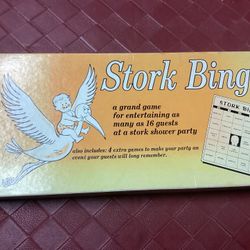 Stork Bing
a grand game
for entertaining as
many as 16 guests
at a stork shower party
also includes: 4 extra games to make your party an
event your guests will long remember.
STORK BIN